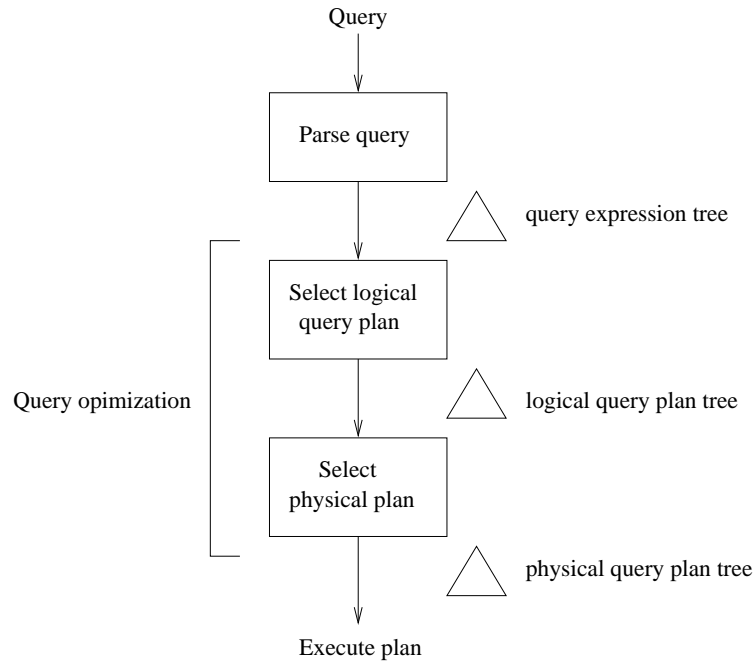 Query
Parse query
query expression tree
Select logical
query plan
Query opimization
logical query plan tree
Select
physical plan
physical query plan tree
Execute plan